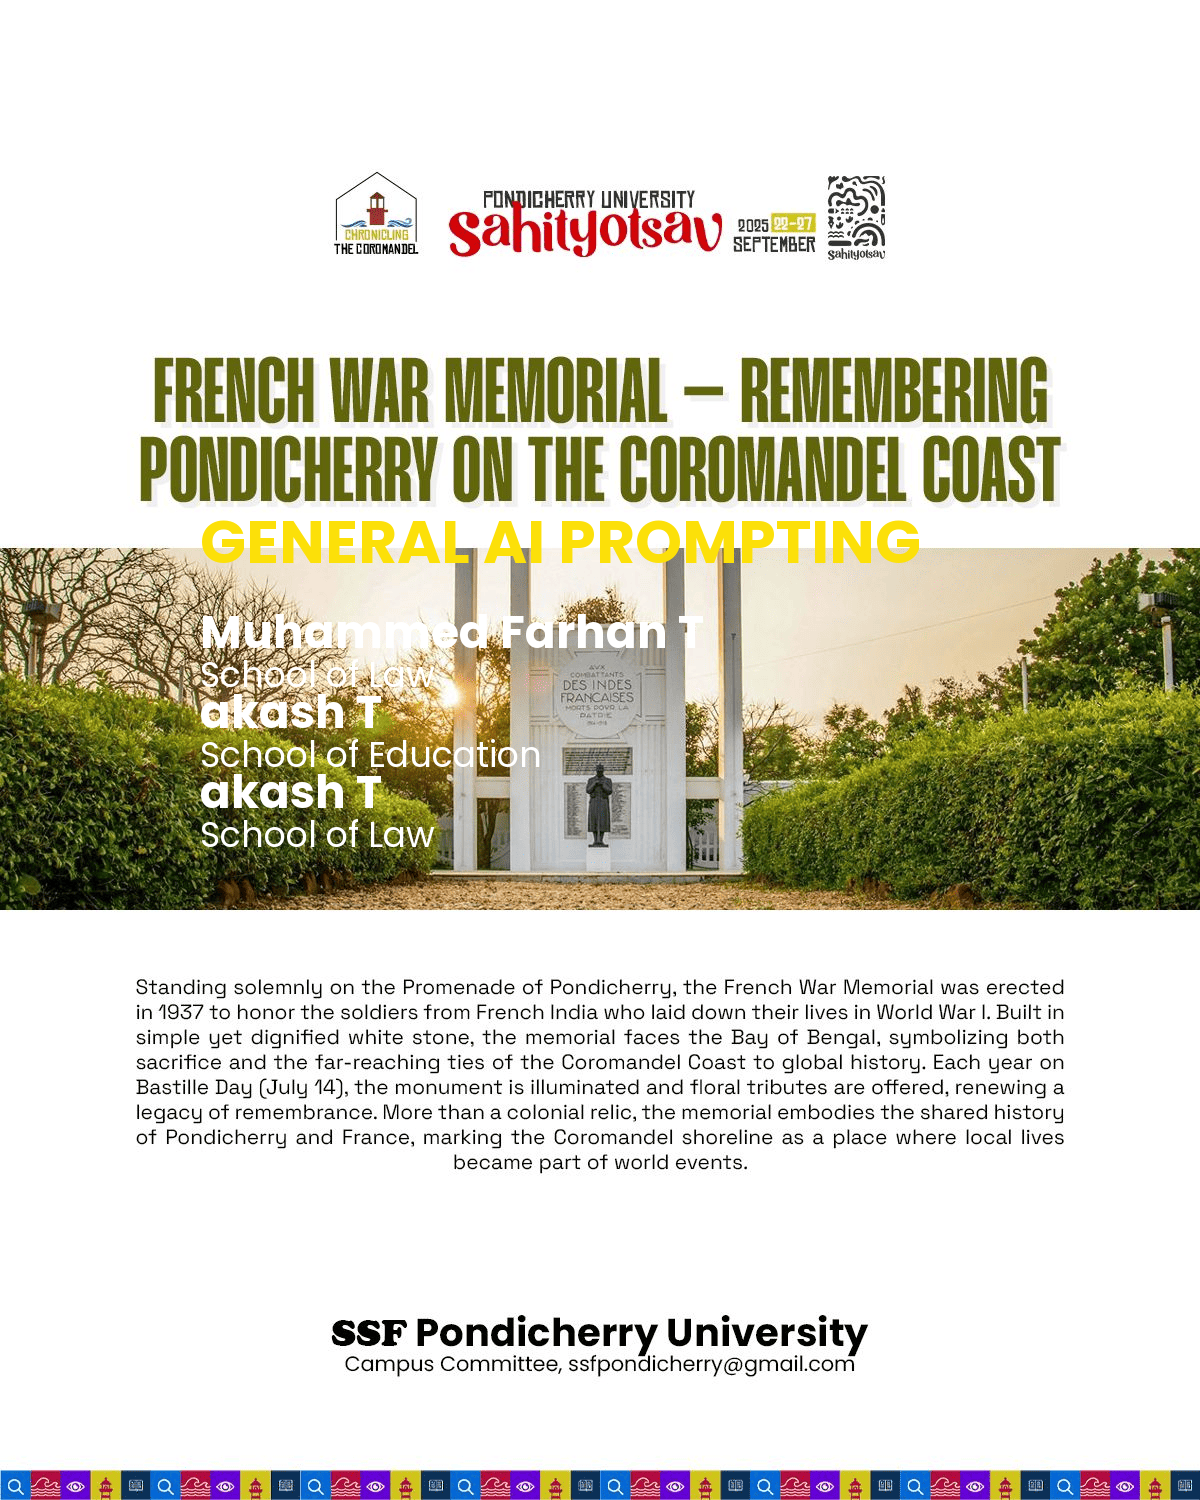 CHRONICLING
THE COROMANDEL
PONDICHERRY UNIVERSITY
Sahityotsav
2025 22-27
SEPTEMBER
Sahityotsav
FRENCH WAR MEMORIAL – REMEMBERING
PONDICHERRY ON THE COROMANDEL COAST
GENERAL AI PROMPTING
Muhammed Farhan T
School of Law
akash T
School of Education
akash T
School of Law
AVX
COMBATTANTS
DES INDES
FRANCAISES
MORTS POVR LA
PATRIE
Standing solemnly on the Promenade of Pondicherry, the French War Memorial was erected
in 1937 to honor the soldiers from French India who laid down their lives in World War I. Built in
simple yet dignified white stone, the memorial faces the Bay of Bengal, symbolizing both
sacrifice and the far-reaching ties of the Coromandel Coast to global history. Each year on
Bastille Day (July 14), the monument is illuminated and floral tributes are offered, renewing a
legacy of remembrance. More than a colonial relic, the memorial embodies the shared history
of Pondicherry and France, marking the Coromandel shoreline as a place where local lives
became part of world events.
SSF Pondicherry University
Campus Committee, ssfpondicherry@gmail.com